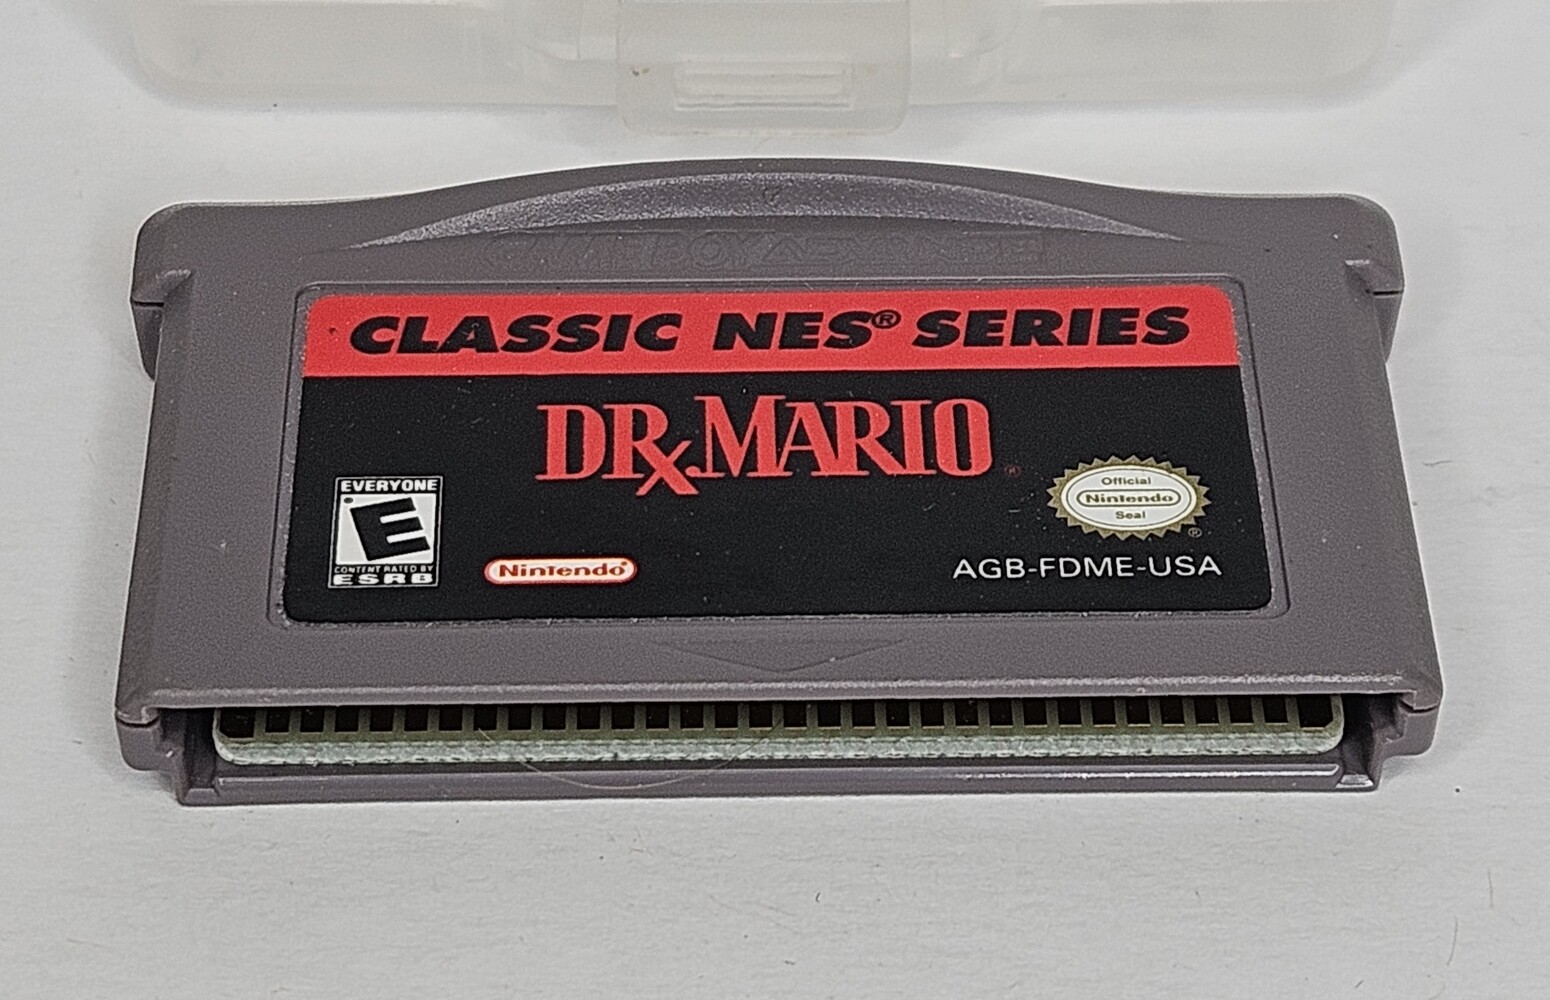 GAME BOY ADVANCE
CLASSIC NES® SERIES
DR.MARIO
EVERYONE
E
CONTENT RATED BY
ESRB
Nintendo®
Official
Nintendo
Seal
®
AGB-FDME-USA